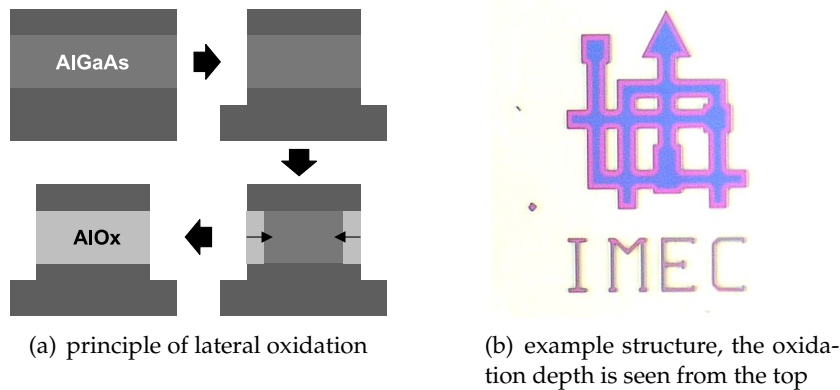 AlGaAs
AlOx
IMEC
(a) principle of lateral oxidation
(b) example structure, the oxida-
tion depth is seen from the top